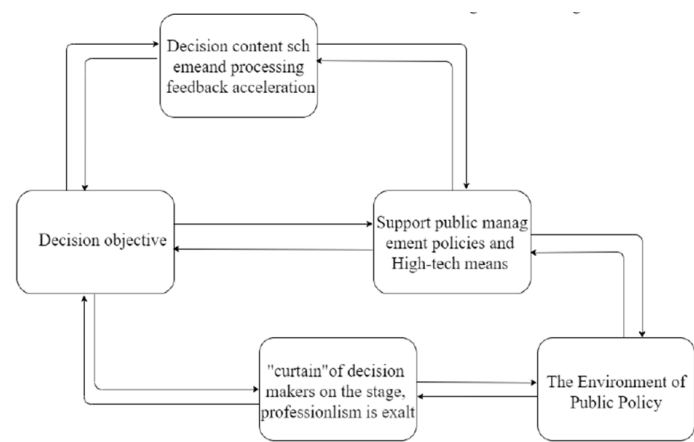 Decision content sch
emeand processing
feedback acceleration
Decision objective
Support public manag
ement policies and
High-tech means
"curtain"of decision
makers on the stage,
professionlism is exalt
The Environment of
Public Policy